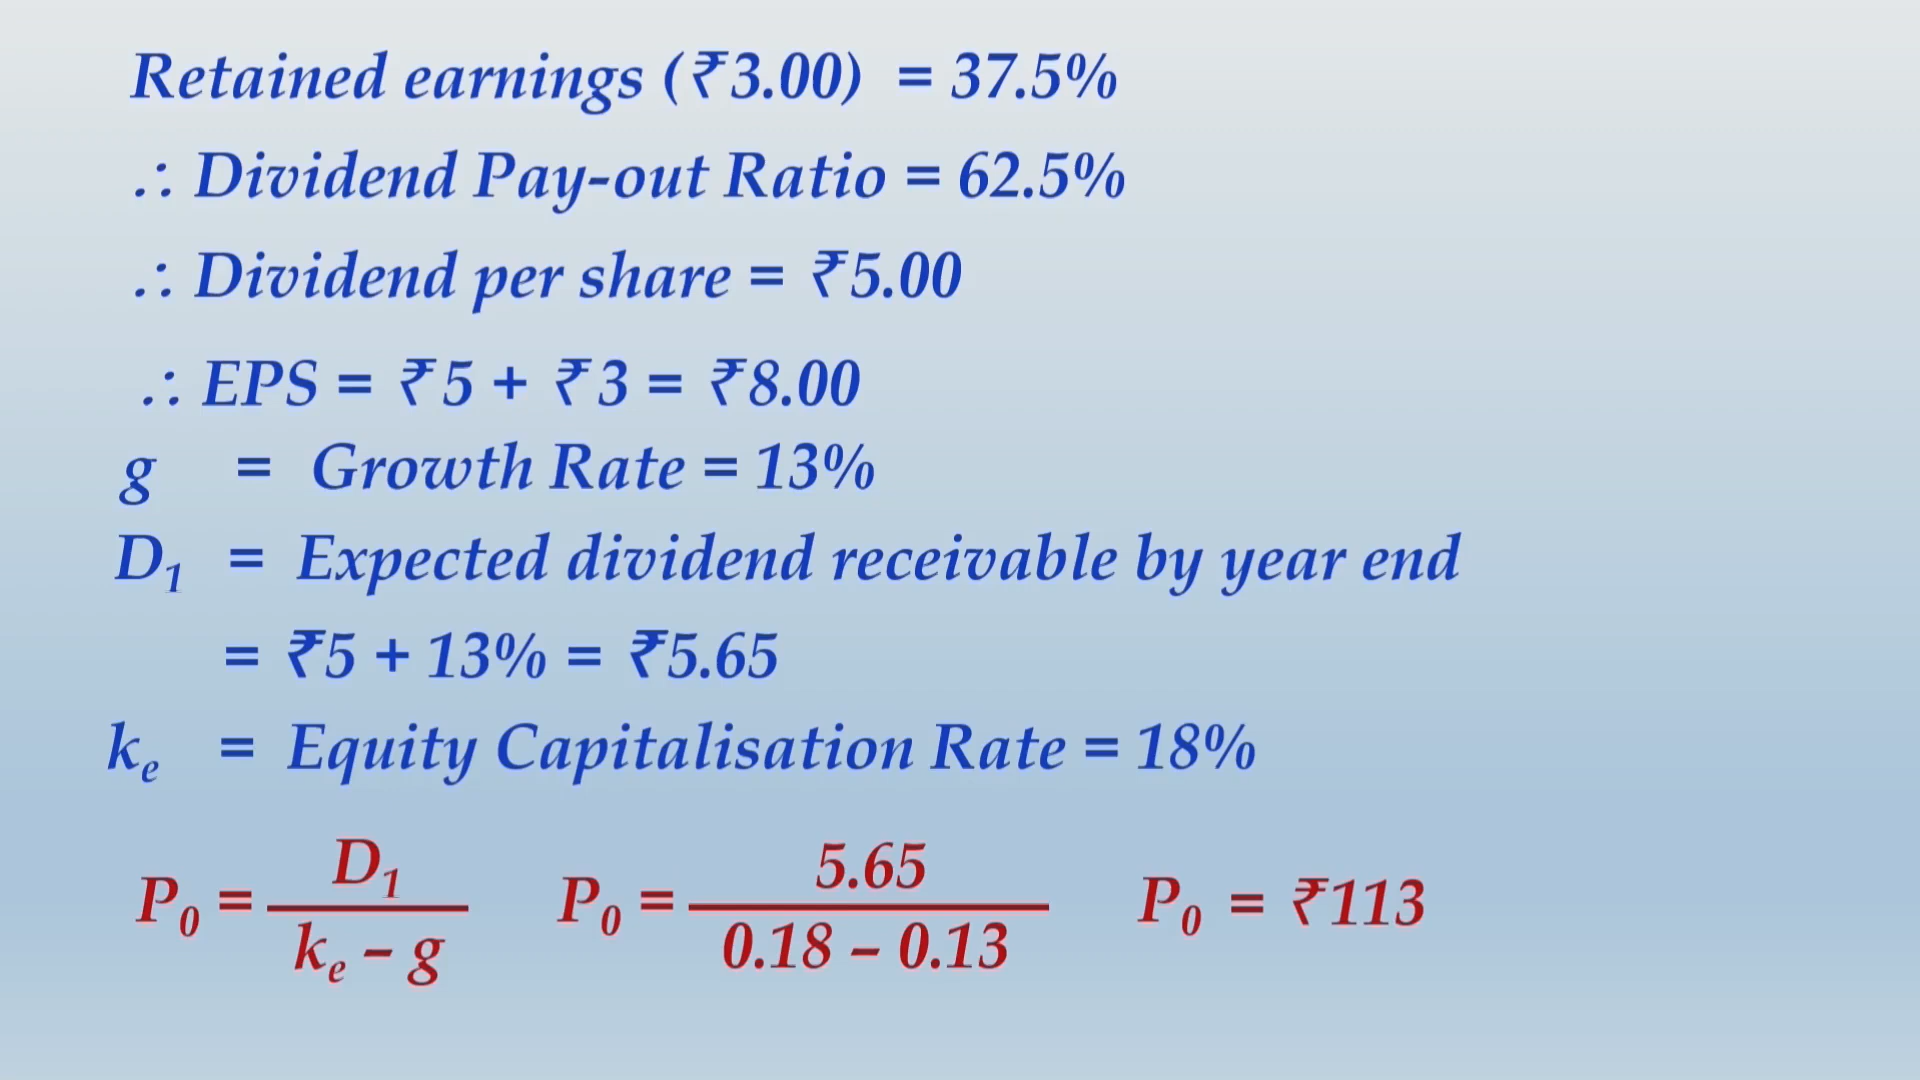 Retained earnings (₹3.00) = 37.5%
∴ Dividend Pay-out Ratio = 62.5%
∴ Dividend per share = ₹5.00
∴ EPS = ₹5 + ₹3 = ₹8.00
g = Growth Rate = 13%
D₁ = Expected dividend receivable by year end
= ₹5 + 13% = ₹5.65
kₑ = Equity Capitalisation Rate = 18%
P₀ = D₁ / (kₑ – g) P₀ = 5.65 / (0.18 – 0.13) P₀ = ₹113